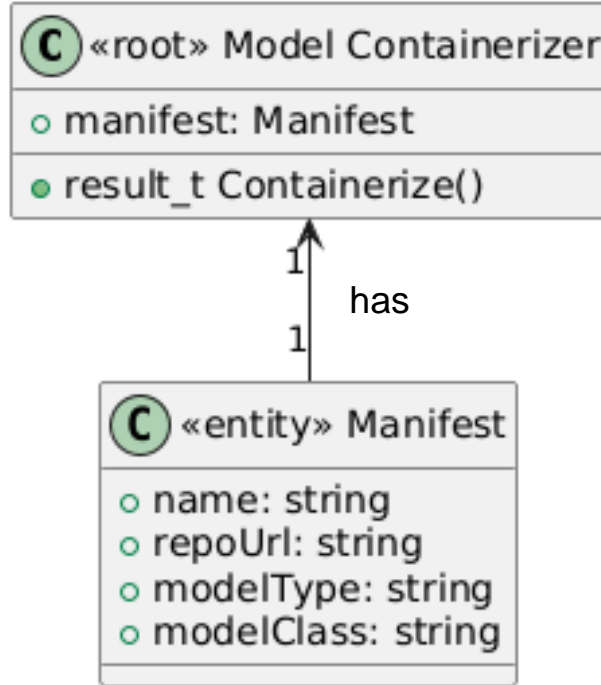 C «root» Model Containerizer
manifest: Manifest
result_t Containerize()
1
has
1
C «entity» Manifest
name: string
repoUrl: string
modelType: string
modelClass: string